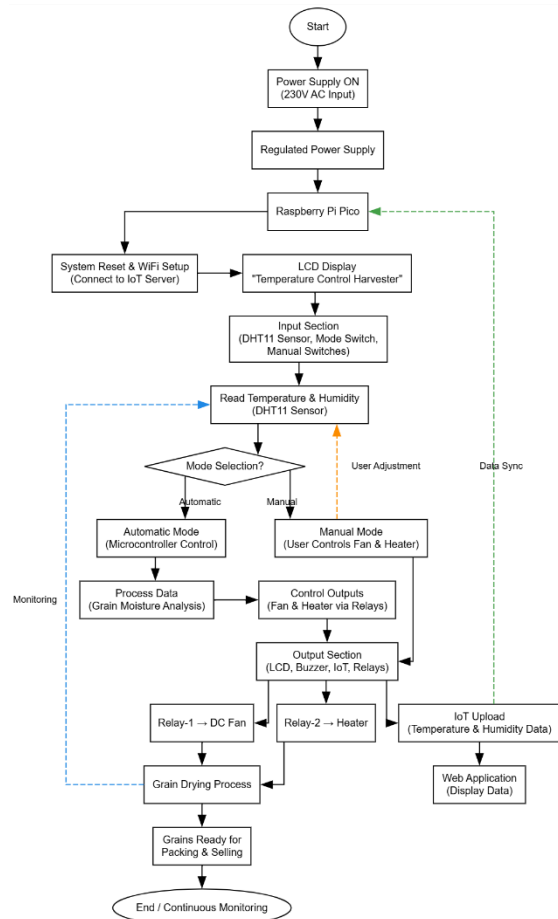 Start
Power Supply ON
(230V AC Input)
Regulated Power Supply
Raspberry Pi Pico
System Reset & WiFi Setup
(Connect to IoT Server)
LCD Display
"Temperature Control Harvester"
Input Section
(DHT11 Sensor, Mode Switch,
Manual Switches)
Read Temperature & Humidity
(DHT11 Sensor)
Mode Selection?
User Adjustment
Data Sync
Automatic
Manual
Automatic Mode
(Microcontroller Control)
Manual Mode
(User Controls Fan & Heater)
Monitoring
Process Data
(Grain Moisture Analysis)
Control Outputs
(Fan & Heater via Relays)
Output Section
(LCD, Buzzer, IoT, Relays)
Relay-1 → DC Fan
Relay-2 → Heater
IoT Upload
(Temperature & Humidity Data)
Grain Drying Process
Web Application
(Display Data)
Grains Ready for
Packing & Selling
End / Continuous Monitoring